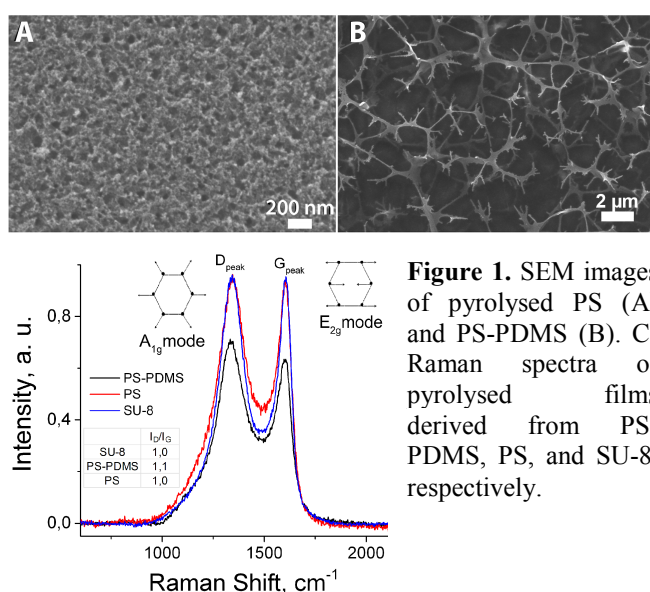 A
B
200 nm
2 µm
D
peak
G
peak
A1g mode
E2g mode
0,8
0,4
0,0
Intensity, a. u.
PS-PDMS
PS
SU-8
ID/IG
SU-8 1,0
PS-PDMS 1,1
PS 1,0
1000 1500 2000
Raman Shift, cm-1
Figure 1. SEM images
of pyrolysed PS (A
and PS-PDMS (B). C
Raman spectra o
pyrolysed films
derived from PS
PDMS, PS, and SU-8
respectively.